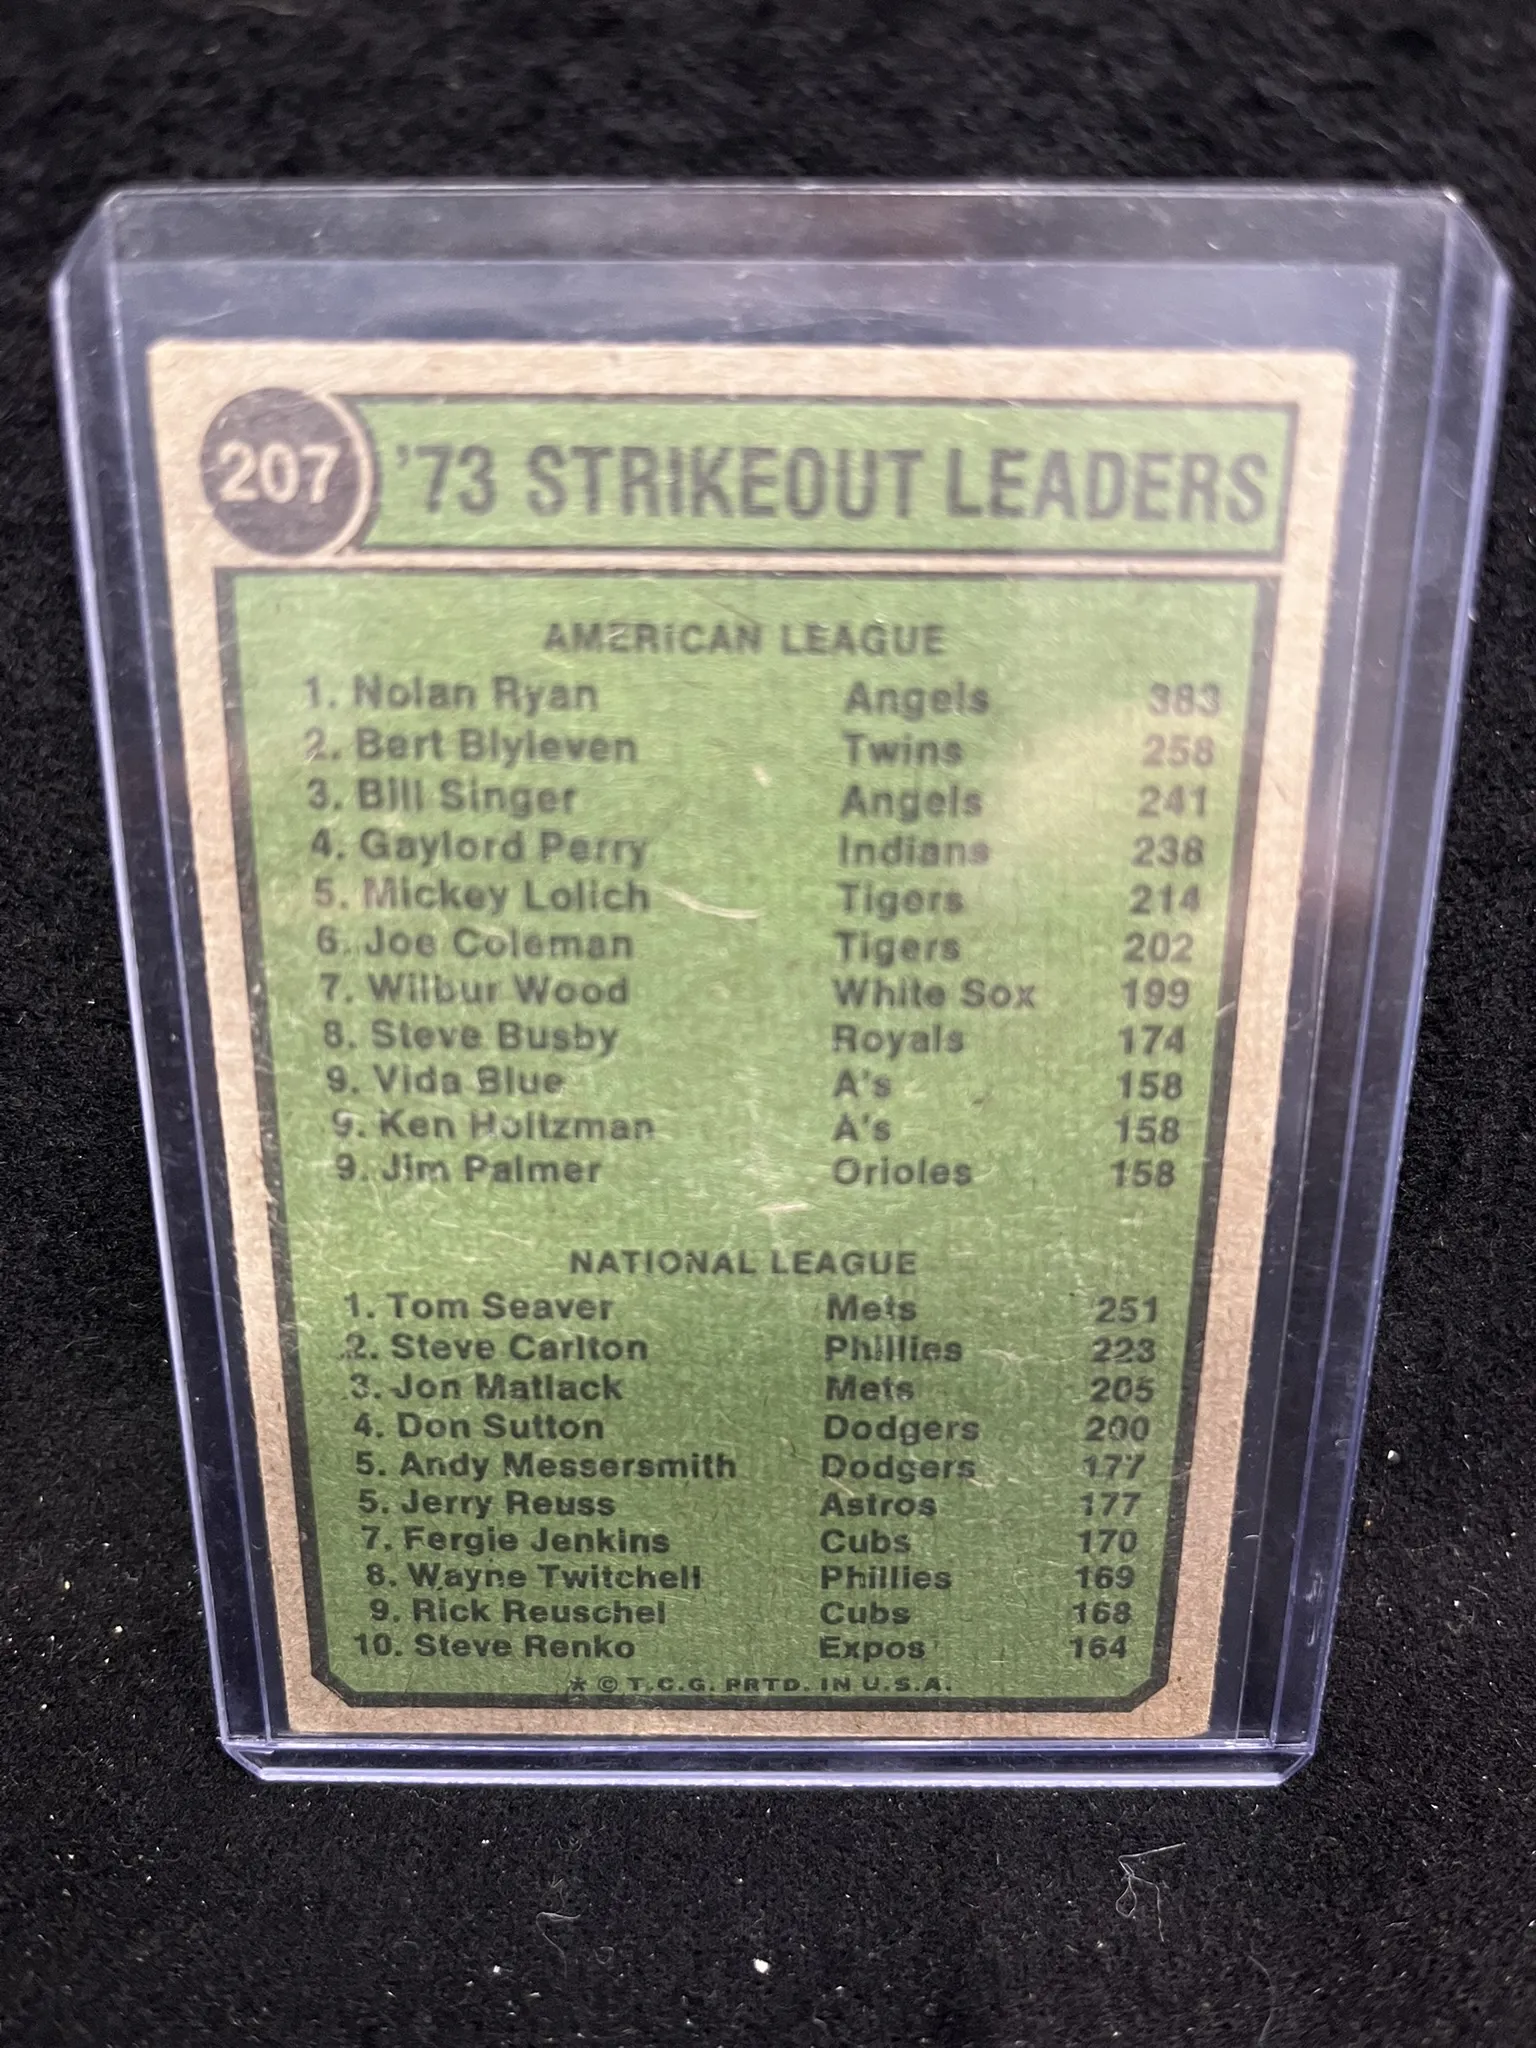 207 '73 STRIKEOUT LEADERS
AMERICAN LEAGUE
1. Nolan Ryan Angels 383
2. Bert Blyleven Twins 258
3. Bill Singer Angels 241
4. Gaylord Perry Indians 238
5. Mickey Lolich Tigers 214
6. Joe Coleman Tigers 202
7. Wilbur Wood White Sox 199
8. Steve Busby Royals 174
9. Vida Blue A's 158
9. Ken Holtzman A's 158
9. Jim Palmer Orioles 158
NATIONAL LEAGUE
1. Tom Seaver Mets 251
2. Steve Carlton Phillies 223
3. Jon Matlack Mets 205
4. Don Sutton Dodgers 200
5. Andy Messersmith Dodgers 177
5. Jerry Reuss Astros 177
7. Fergie Jenkins Cubs 170
8. Wayne Twitchell Phillies 169
9. Rick Reuschel Cubs 168
10. Steve Renko Expos 164
* © T.C.G. PRTD. IN U.S.A.